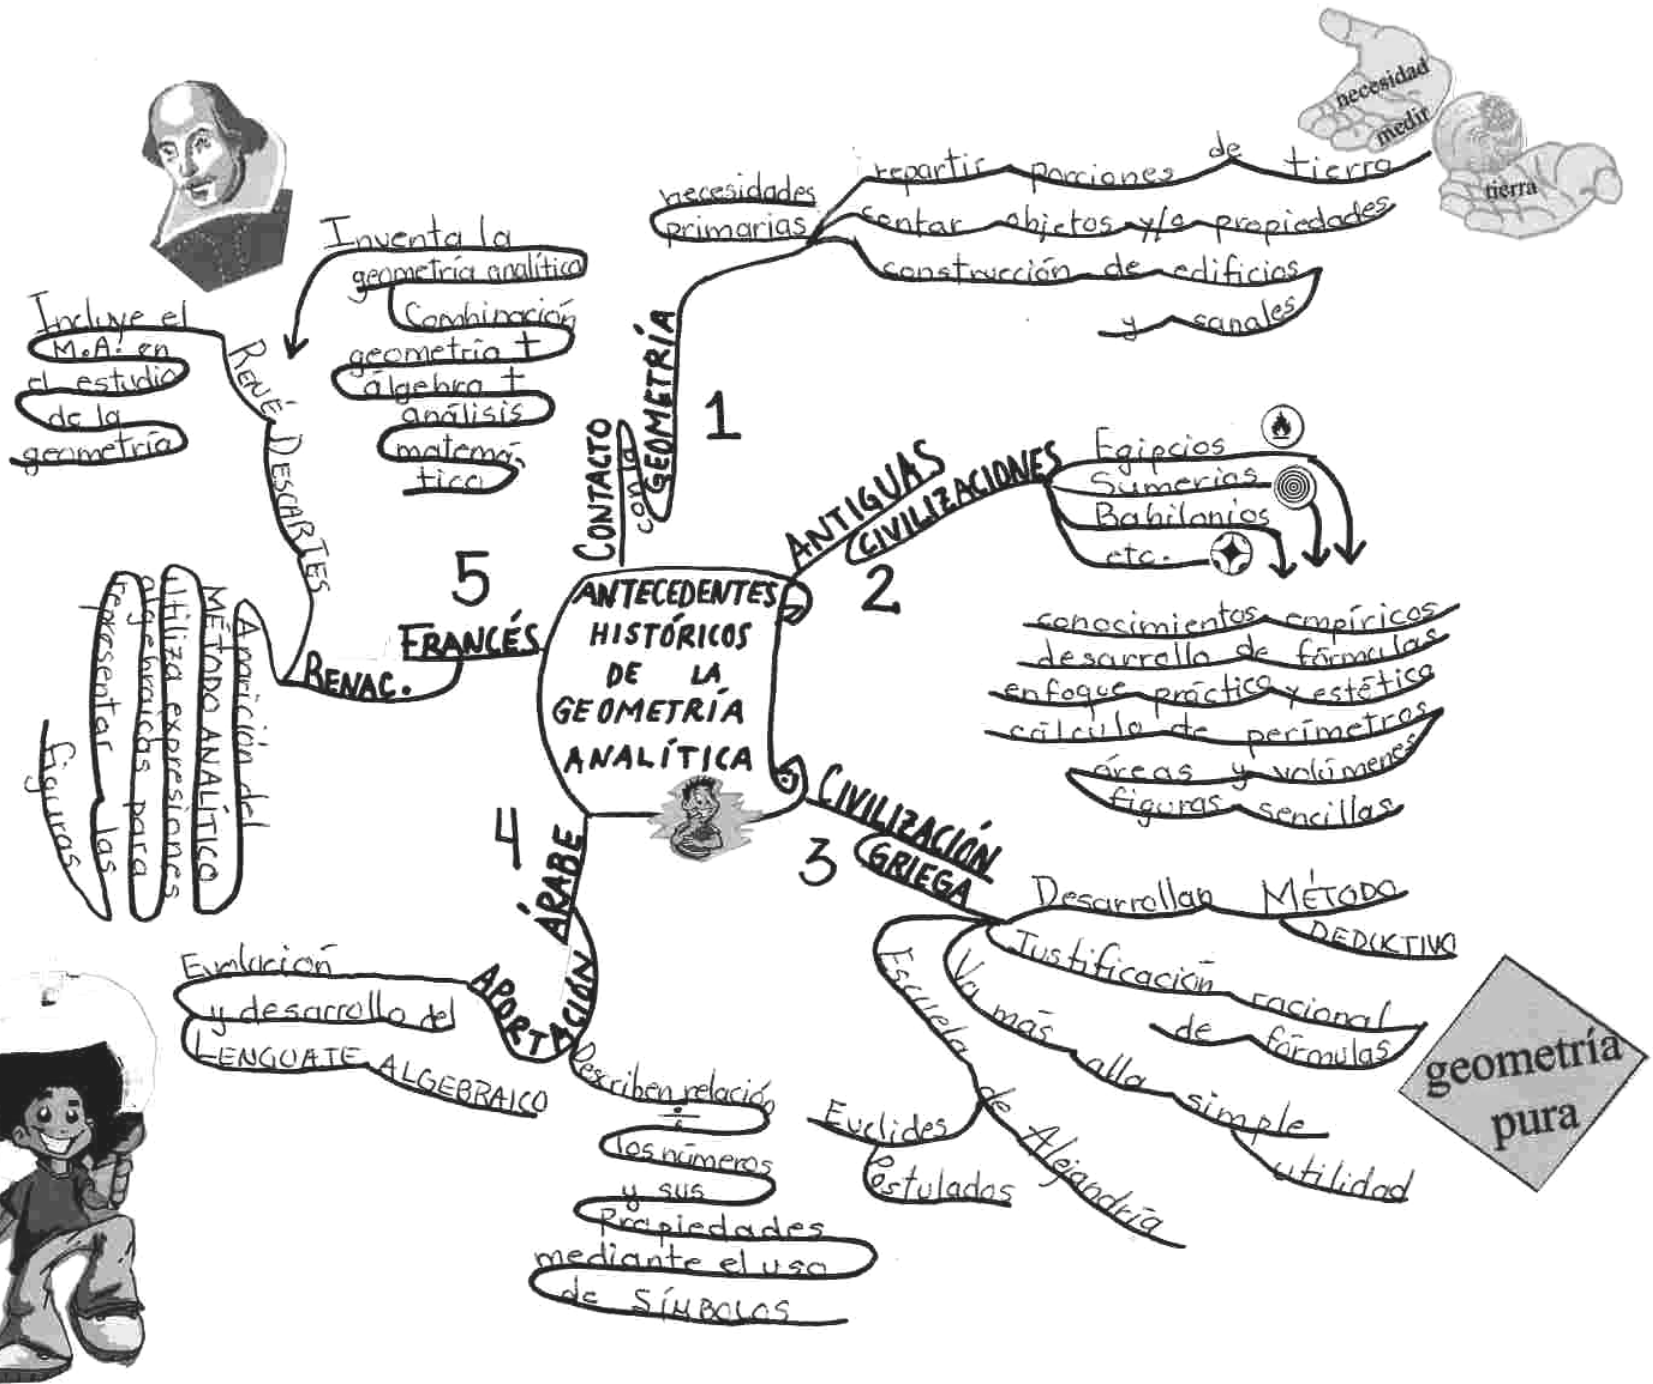 ANTECEDENTES
HISTÓRICOS
DE LA
GEOMETRÍA
ANALÍTICA
1
CONTACTO
con la
GEOMETRÍA
necesidades
primarias
repartir porciones de tierra
contar objetos y/o propiedades
construcción de edificios
y canales
necesidad
medir
tierra
2
ANTIGUAS
CIVILIZACIONES
Egipcios
Sumerios
Babilonios
etc.
conocimientos empíricos
desarrollo de fórmulas
enfoque práctico y estético
cálculo de perímetros
áreas y volúmenes
figuras sencillas
3
CIVILIZACIÓN
GRIEGA
Desarrollan MÉTODO
DEDUCTIVO
Justificación racional
de fórmulas
Va más alla simple
utilidad
Escuela de Alejandría
Euclides
Postulados
geometría
pura
4
ÁRABE
APORTACIÓN
Evolución
y desarrollo del
LENGUAJE ALGEBRAICO
Describen relación
÷
los números
y sus
Propiedades
mediante el uso
de SÍMBOLOS
5
FRANCÉS
RENAC.
Aparición del
MÉTODO ANALÍTICO
Utiliza expresiones
algebraicas para
representar las
figuras
RENÉ DESCARTES
Incluye el
M.A. en
el estudio
de la
geometría
Inventa la
geometría analítica
Combinación
geometría +
álgebra +
análisis
matemá-
tico